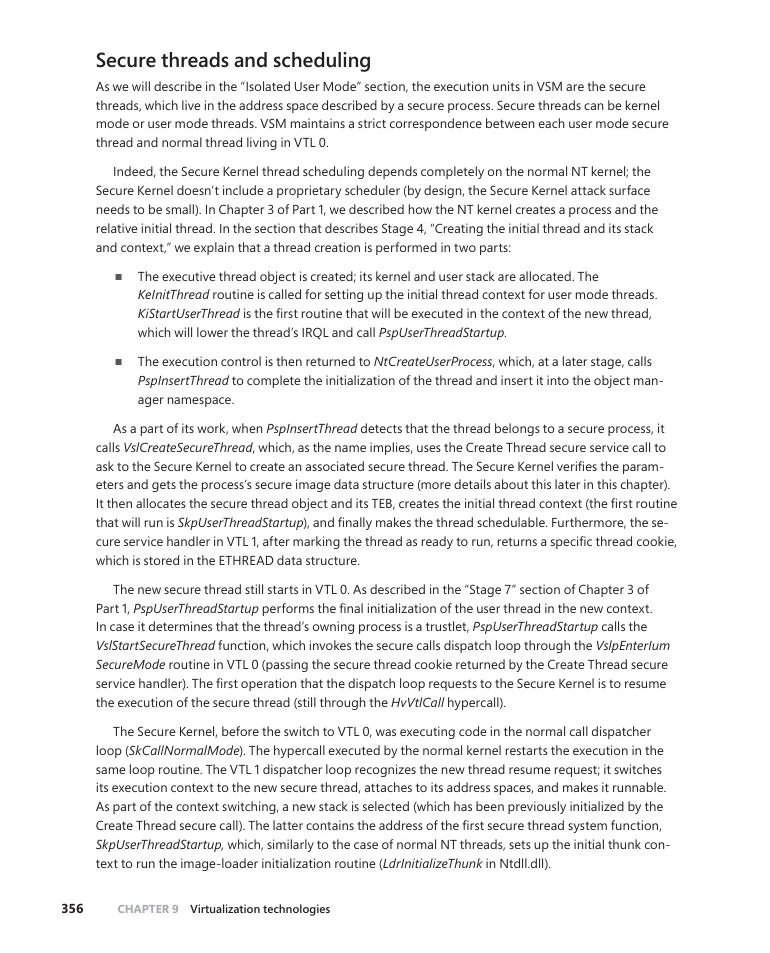 Secure threads and scheduling
As we will describe in the “Isolated User Mode” section, the execution units in VSM are the secure
threads, which live in the address space described by a secure process. Secure threads can be kernel
mode or user mode threads. VSM maintains a strict correspondence between each user mode secure
thread and normal thread living in VTL 0.
Indeed, the Secure Kernel thread scheduling depends completely on the normal NT kernel; the
Secure Kernel doesn’t include a proprietary scheduler (by design, the Secure Kernel attack surface
needs to be small). In Chapter 3 of Part 1, we described how the NT kernel creates a process and the
relative initial thread. In the section that describes Stage 4, “Creating the initial thread and its stack
and context,” we explain that a thread creation is performed in two parts:
■ The executive thread object is created; its kernel and user stack are allocated. The
KeInitThread routine is called for setting up the initial thread context for user mode threads.
KiStartUserThread is the first routine that will be executed in the context of the new thread,
which will lower the thread’s IRQL and call PspUserThreadStartup.
■ The execution control is then returned to NtCreateUserProcess, which, at a later stage, calls
PspInsertThread to complete the initialization of the thread and insert it into the object man-
ager namespace.
As a part of its work, when PspInsertThread detects that the thread belongs to a secure process, it
calls VslCreateSecureThread, which, as the name implies, uses the Create Thread secure service call to
ask to the Secure Kernel to create an associated secure thread. The Secure Kernel verifies the param-
eters and gets the process’s secure image data structure (more details about this later in this chapter).
It then allocates the secure thread object and its TEB, creates the initial thread context (the first routine
that will run is SkpUserThreadStartup), and finally makes the thread schedulable. Furthermore, the se-
cure service handler in VTL 1, after marking the thread as ready to run, returns a specific thread cookie,
which is stored in the ETHREAD data structure.
The new secure thread still starts in VTL 0. As described in the “Stage 7” section of Chapter 3 of
Part 1, PspUserThreadStartup performs the final initialization of the user thread in the new context.
In case it determines that the thread’s owning process is a trustlet, PspUserThreadStartup calls the
VslStartSecureThread function, which invokes the secure calls dispatch loop through the VslpEnterIum
SecureMode routine in VTL 0 (passing the secure thread cookie returned by the Create Thread secure
service handler). The first operation that the dispatch loop requests to the Secure Kernel is to resume
the execution of the secure thread (still through the HvVtlCall hypercall).
The Secure Kernel, before the switch to VTL 0, was executing code in the normal call dispatcher
loop (SkCallNormalMode). The hypercall executed by the normal kernel restarts the execution in the
same loop routine. The VTL 1 dispatcher loop recognizes the new thread resume request; it switches
its execution context to the new secure thread, attaches to its address spaces, and makes it runnable.
As part of the context switching, a new stack is selected (which has been previously initialized by the
Create Thread secure call). The latter contains the address of the first secure thread system function,
SkpUserThreadStartup, which, similarly to the case of normal NT threads, sets up the initial thunk con-
text to run the image-loader initialization routine (LdrInitializeThunk in Ntdll.dll).
356 CHAPTER 9 Virtualization technologies